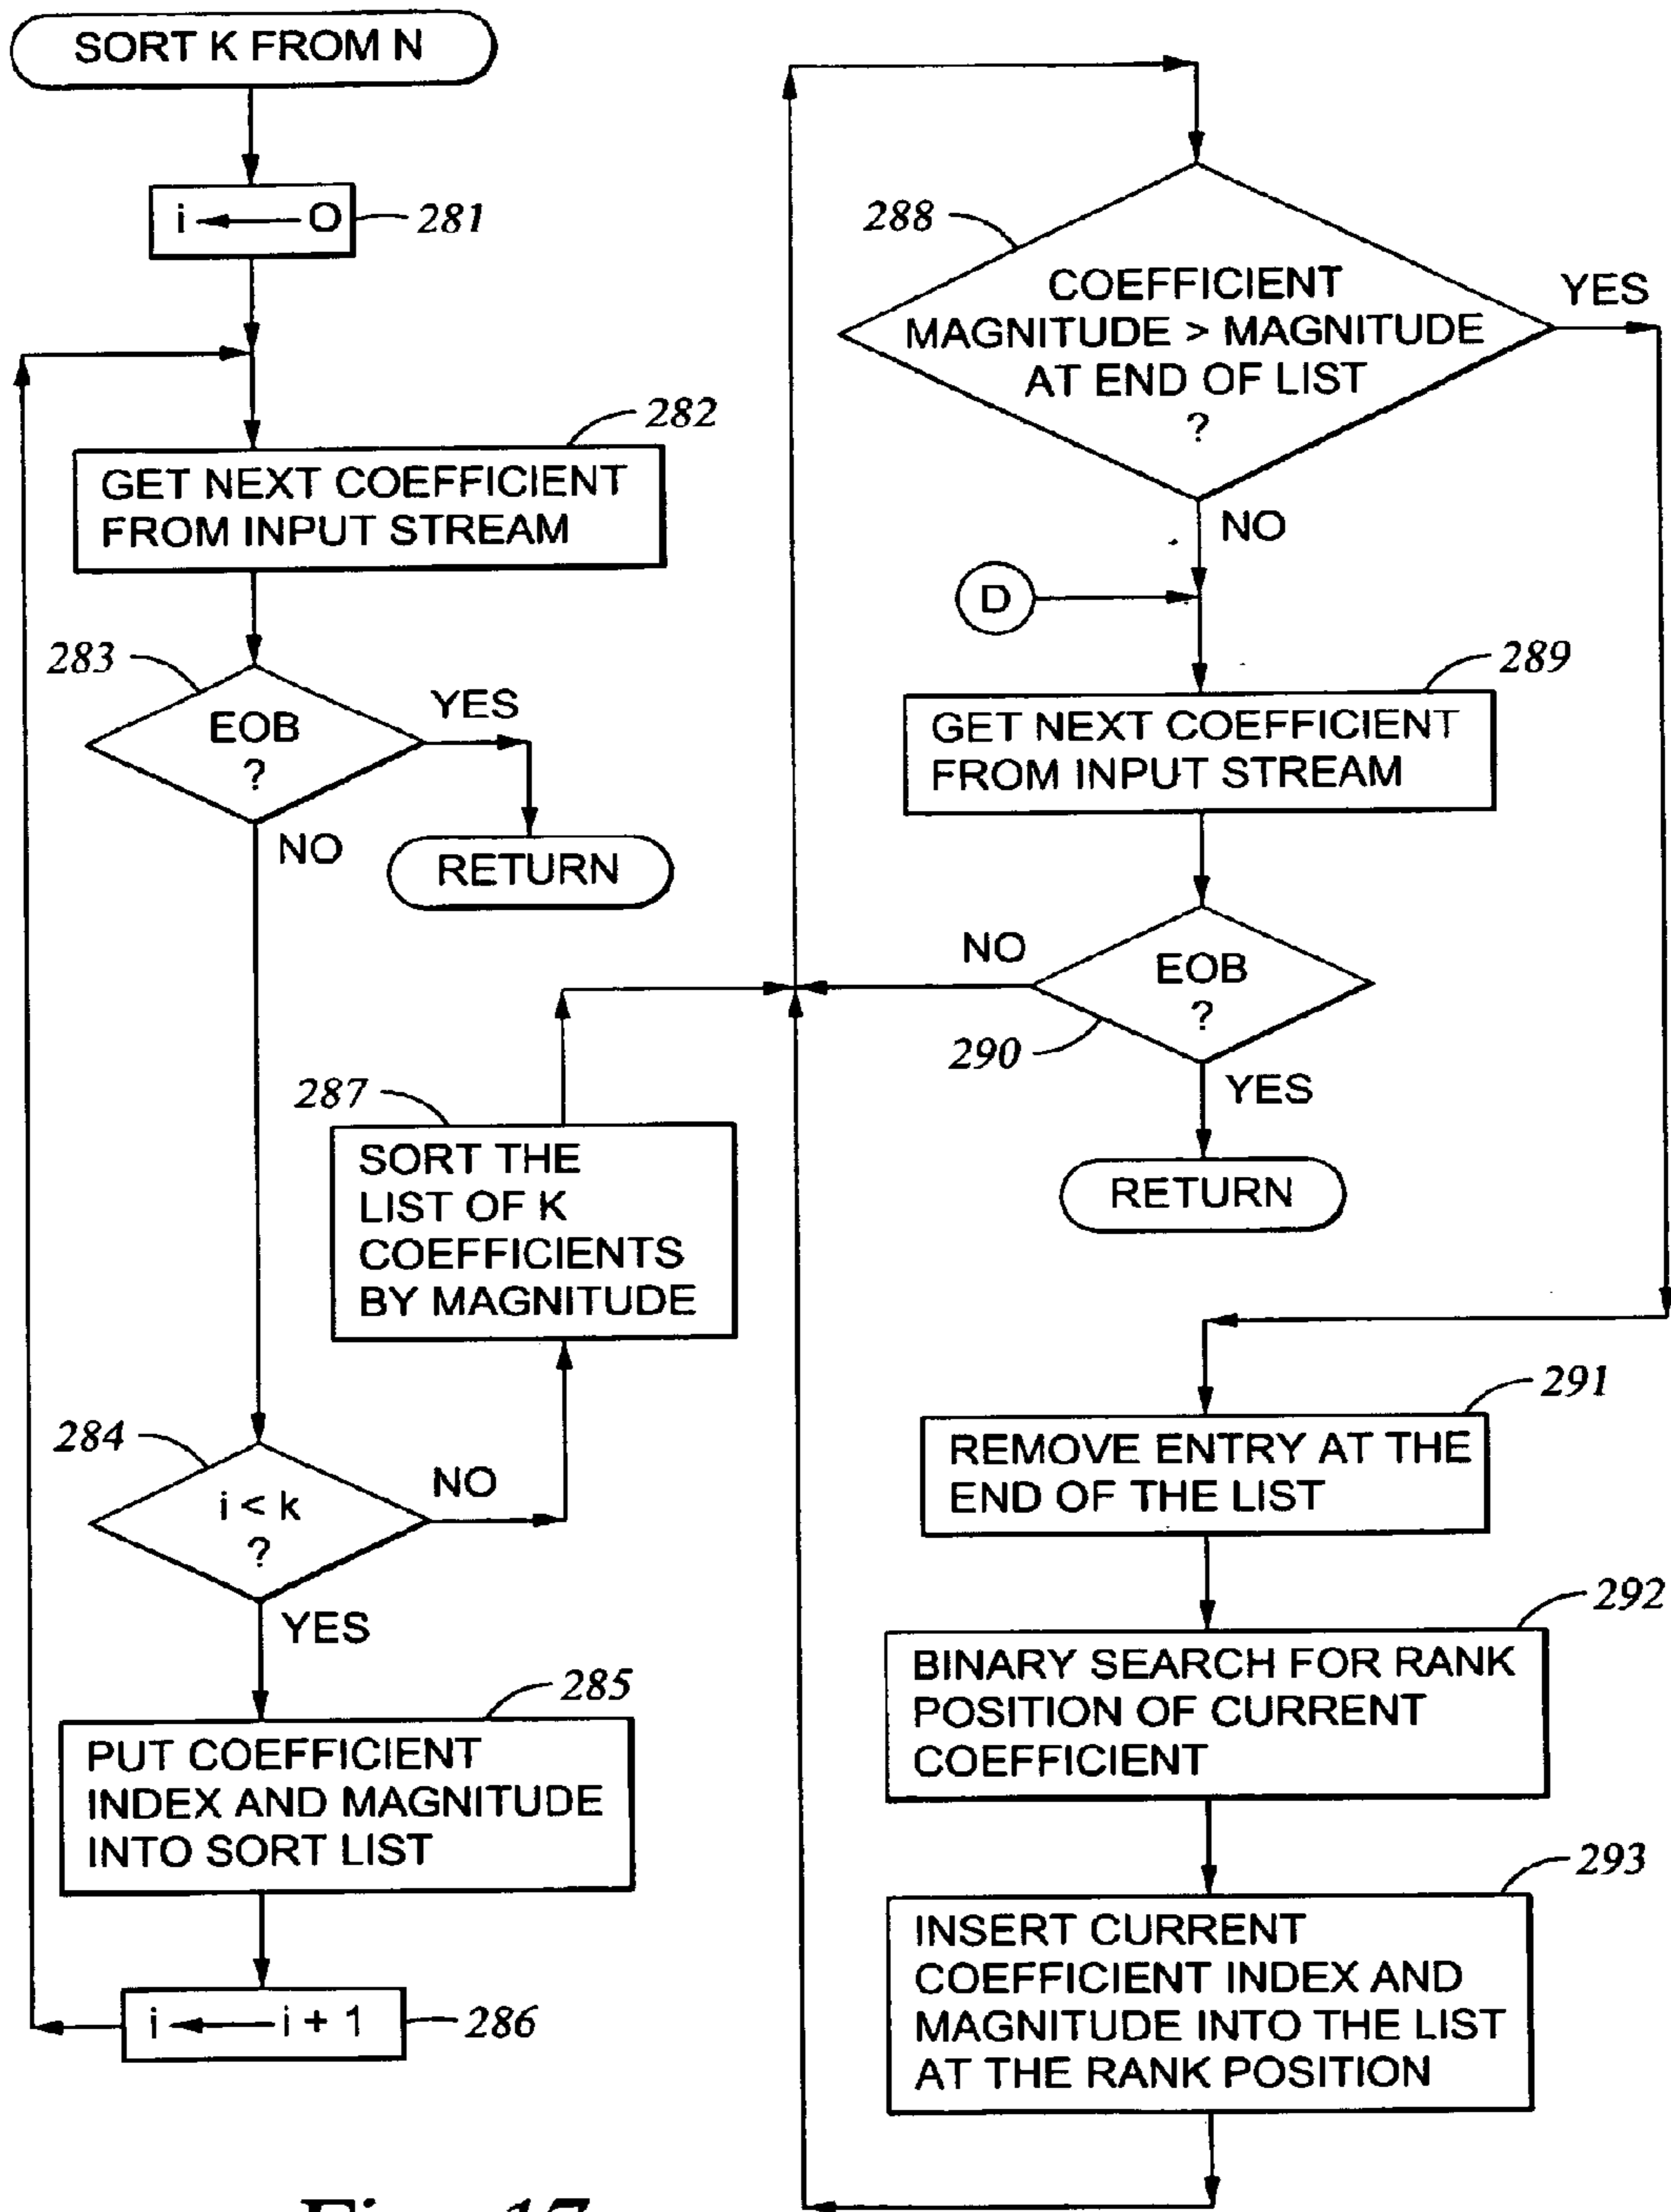 SORT K FROM N
i ← O
281
282
GET NEXT COEFFICIENT
FROM INPUT STREAM
283
EOB
?
YES
NO
RETURN
287
SORT THE
LIST OF K
COEFFICIENTS
BY MAGNITUDE
284
i < k
?
NO
YES
285
PUT COEFFICIENT
INDEX AND MAGNITUDE
INTO SORT LIST
i ← i + 1
286
288
COEFFICIENT
MAGNITUDE > MAGNITUDE
AT END OF LIST
?
YES
NO
D
289
GET NEXT COEFFICIENT
FROM INPUT STREAM
NO
EOB
?
290
YES
RETURN
291
REMOVE ENTRY AT THE
END OF THE LIST
292
BINARY SEARCH FOR RANK
POSITION OF CURRENT
COEFFICIENT
293
INSERT CURRENT
COEFFICIENT INDEX AND
MAGNITUDE INTO THE LIST
AT THE RANK POSITION